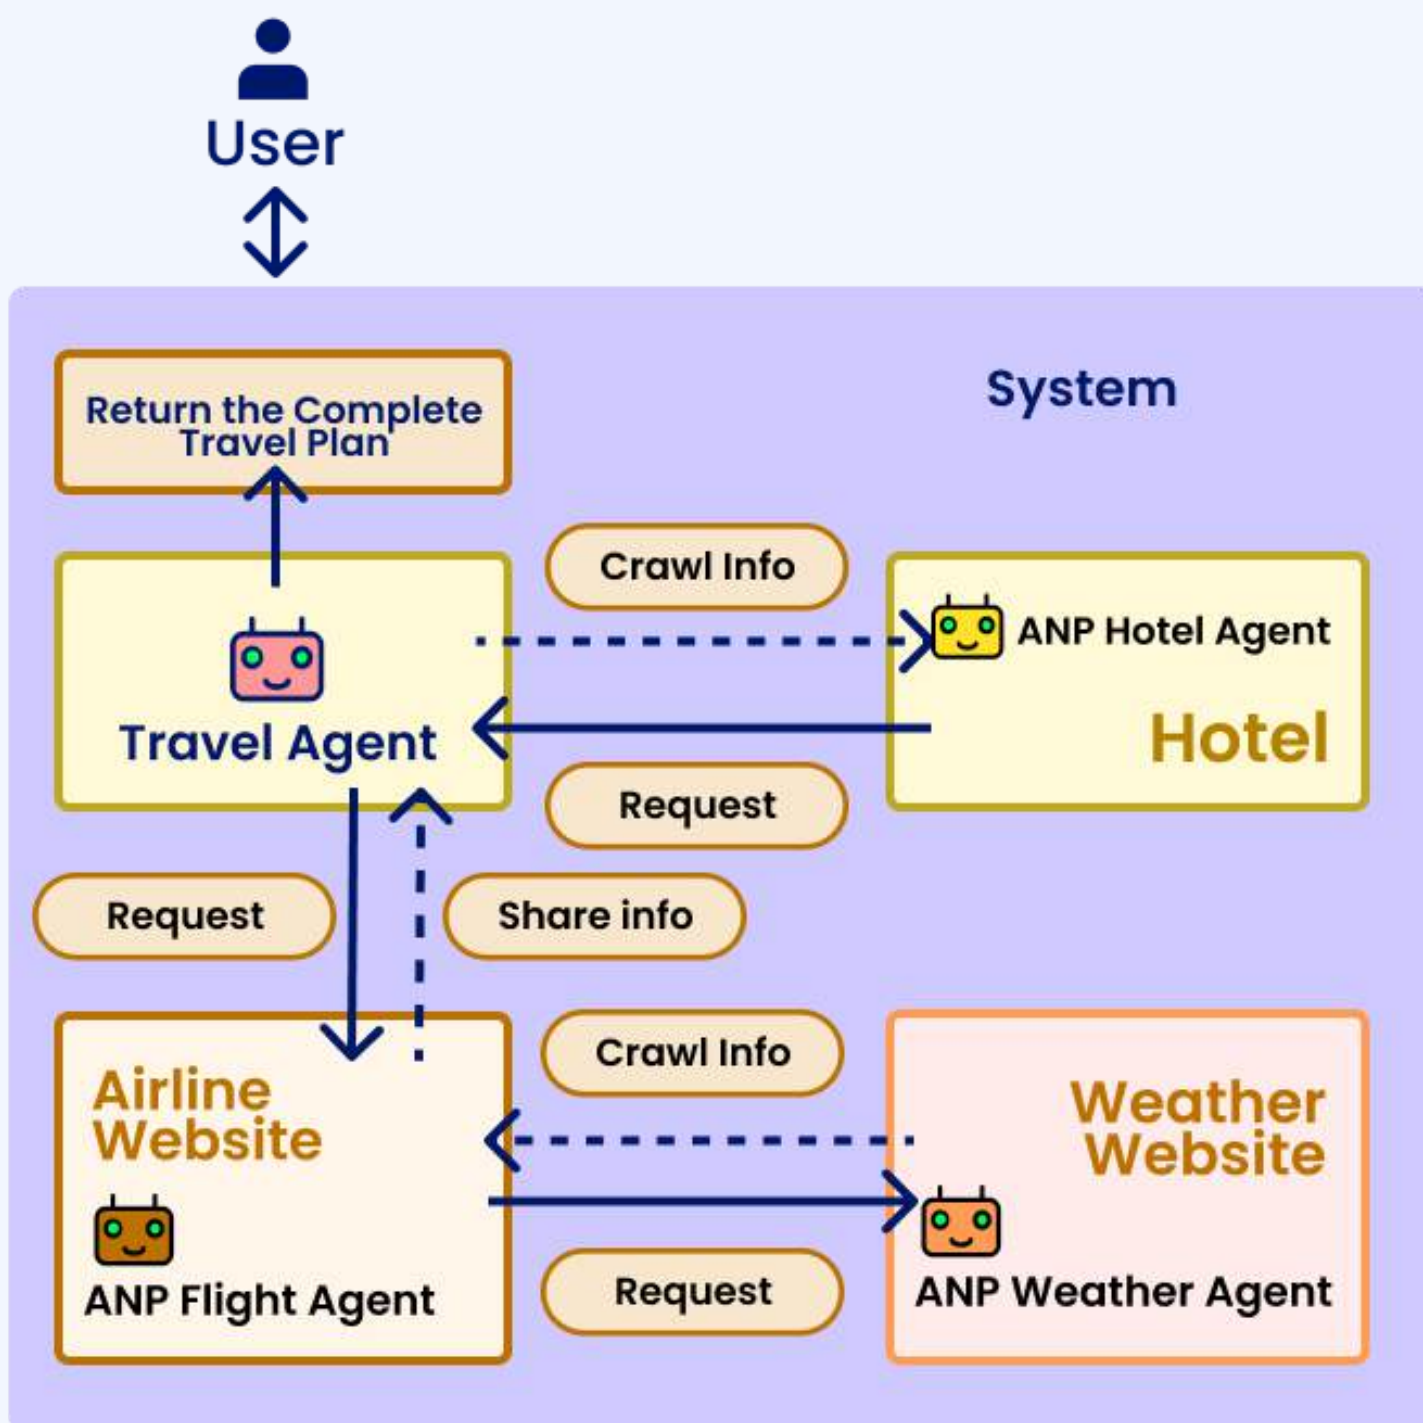 User
System
Return the Complete
Travel Plan
Crawl Info
ANP Hotel Agent
Travel Agent
Hotel
Request
Request
Share info
Airline
Website
Crawl Info
Weather
Website
ANP Flight Agent
Request
ANP Weather Agent